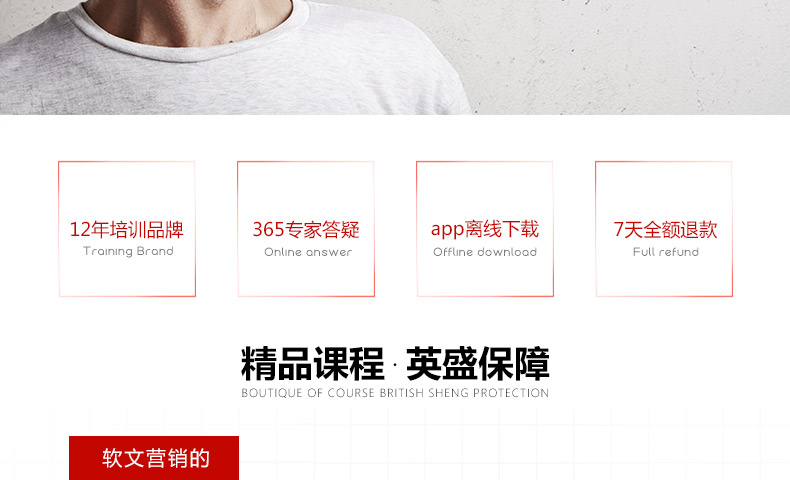 12年培训品牌
Training Brand
365专家答疑
Online answer
app离线下载
Offline download
7天全额退款
Full refund
精品课程·英盛保障
BOUTIQUE OF COURSE BRITISH SHENG PROTECTION
软文营销的